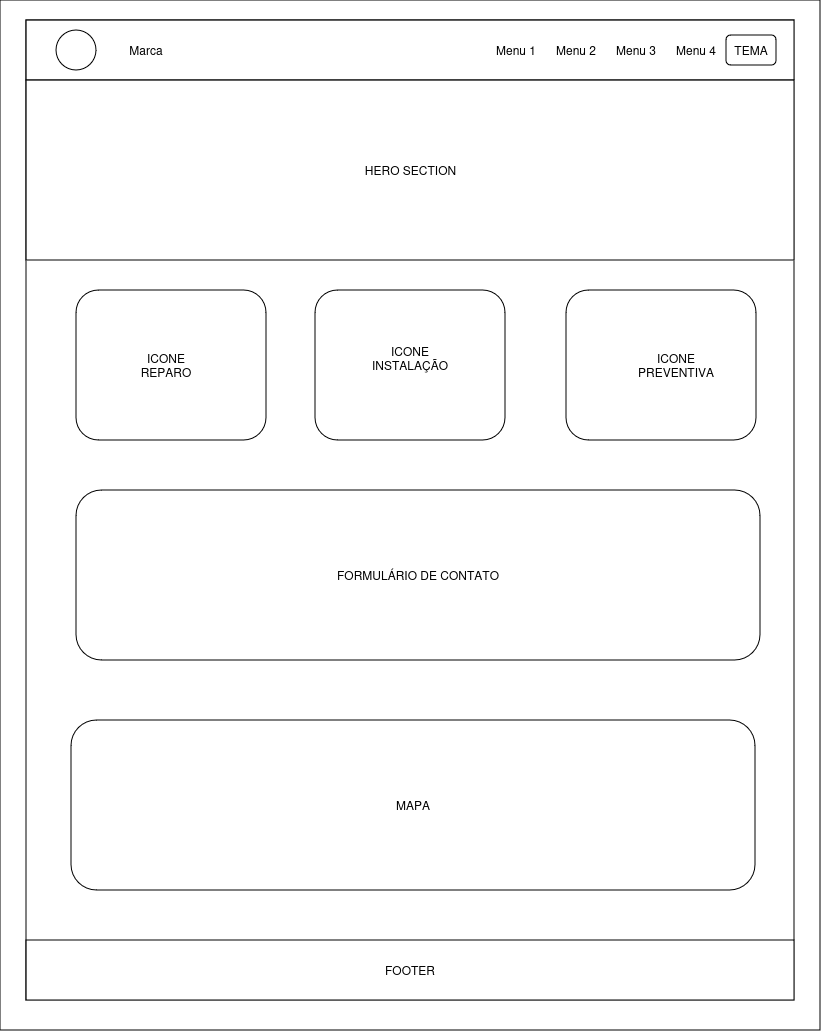 Marca
Menu 1
Menu 2
Menu 3
Menu 4
TEMA
HERO SECTION
ICONE
REPARO
ICONE
INSTALAÇÃO
ICONE
PREVENTIVA
FORMULÁRIO DE CONTATO
MAPA
FOOTER